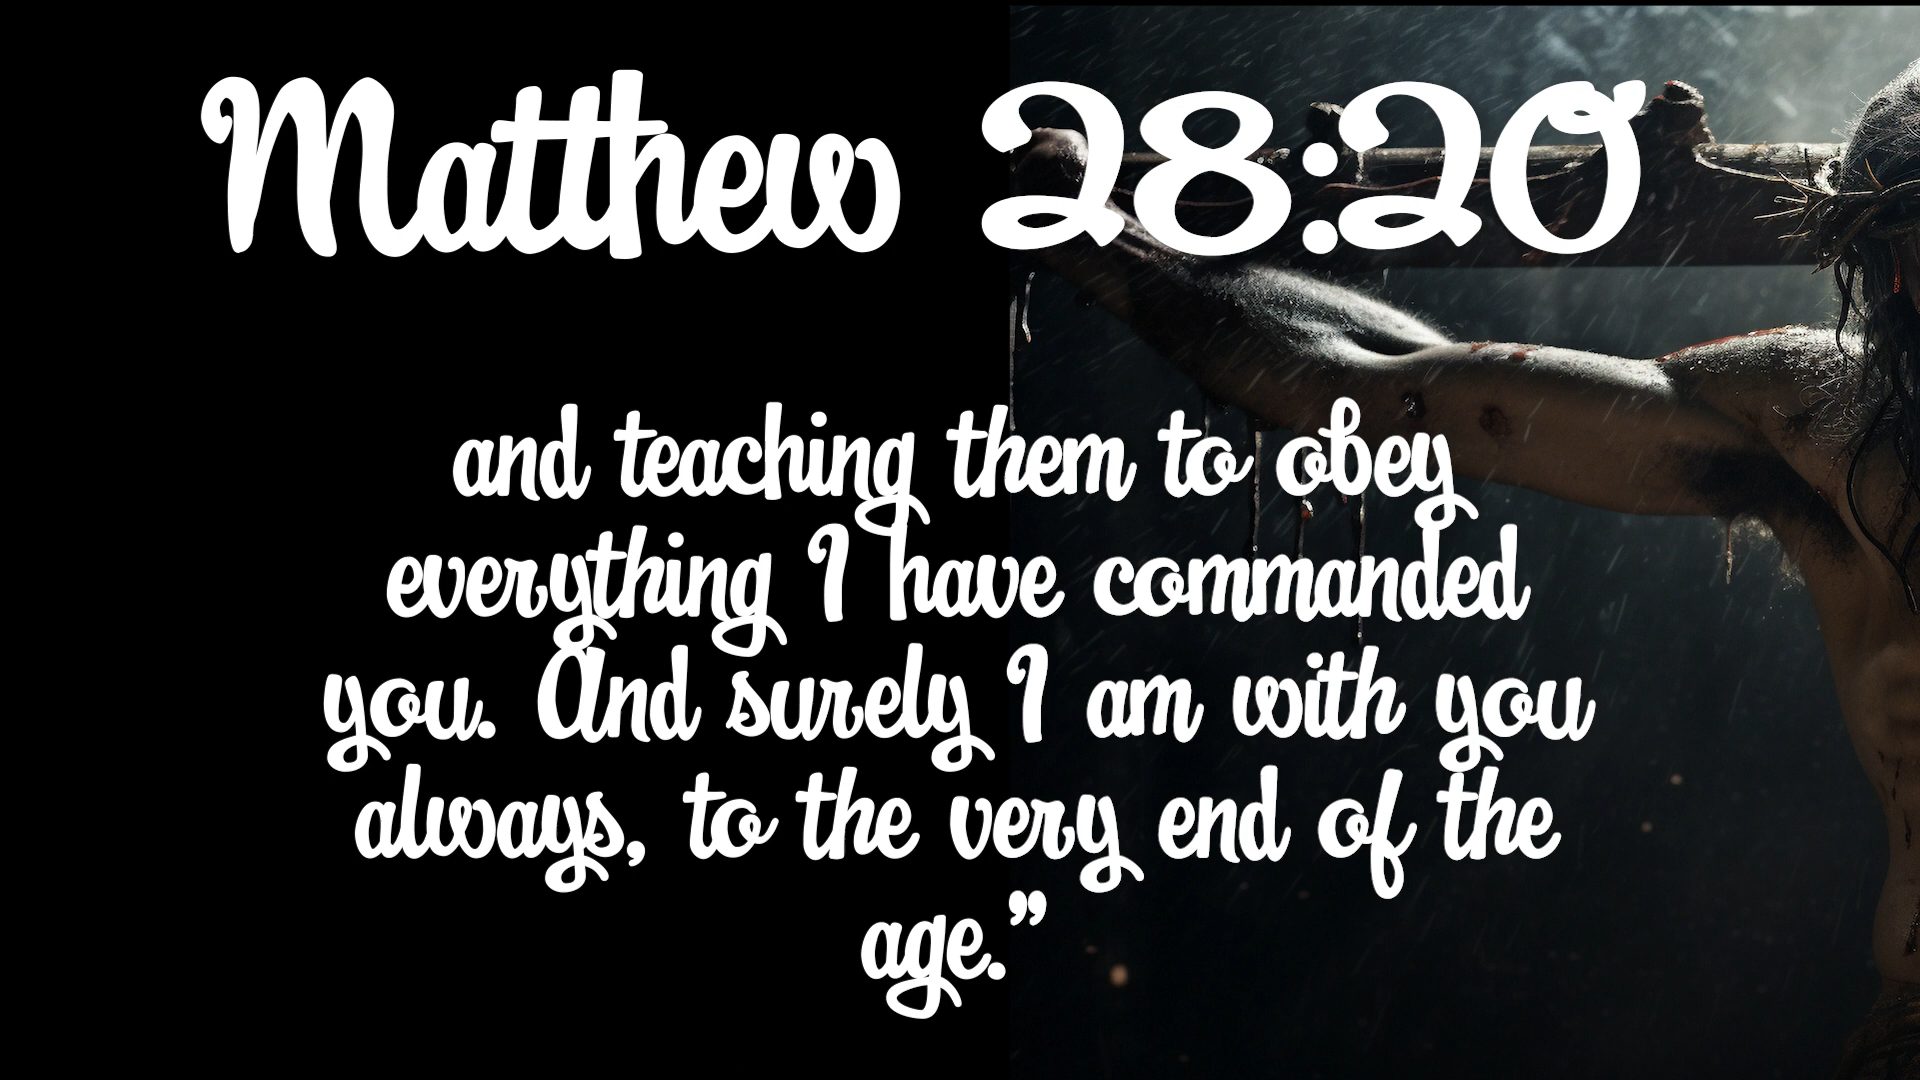 Matthew 28:20
and teaching them to obey
everything I have commanded
you. And surely I am with you
always, to the very end of the
age.”